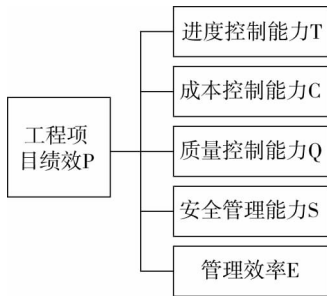 进度控制能力T
成本控制能力C
工程项
目绩效P
质量控制能力Q
安全管理能力S
管理效率E